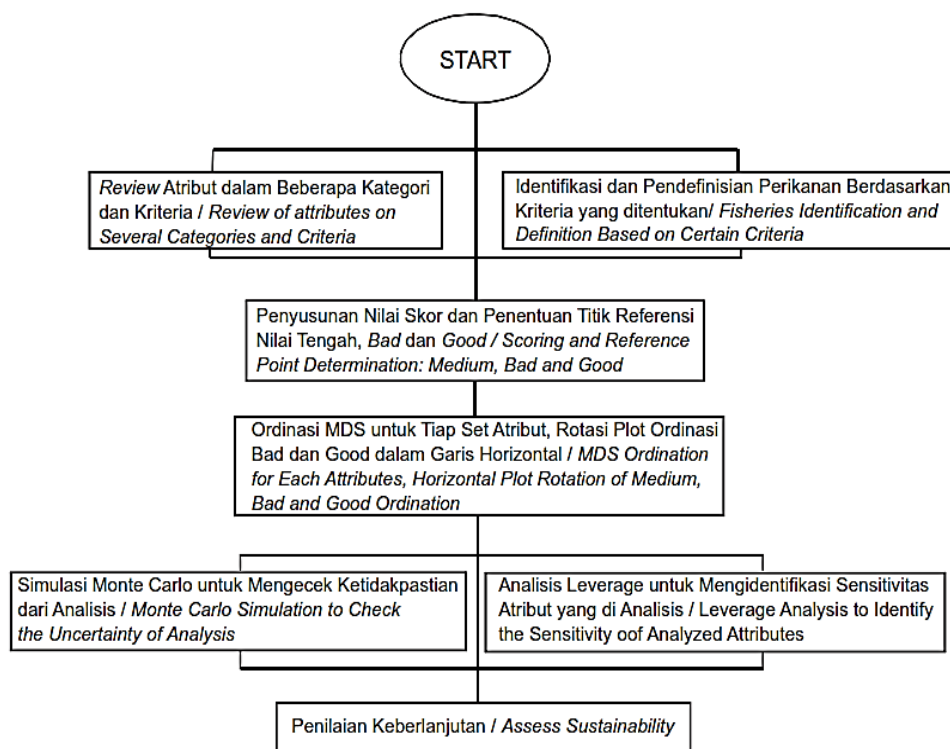 START
Review Atribut dalam Beberapa Kategori
dan Kriteria / Review of attributes on
Several Categories and Criteria
Identifikasi dan Pendefinisian Perikanan Berdasarkan
Kriteria yang ditentukan/ Fisheries Identification and
Definition Based on Certain Criteria
Penyusunan Nilai Skor dan Penentuan Titik Referensi
Nilai Tengah, Bad dan Good / Scoring and Reference
Point Determination: Medium, Bad and Good
Ordinasi MDS untuk Tiap Set Atribut, Rotasi Plot Ordinasi
Bad dan Good dalam Garis Horizontal / MDS Ordination
for Each Attributes, Horizontal Plot Rotation of Medium,
Bad and Good Ordination
Simulasi Monte Carlo untuk Mengecek Ketidakpastian
dari Analisis / Monte Carlo Simulation to Check
the Uncertainty of Analysis
Analisis Leverage untuk Mengidentifikasi Sensitivitas
Atribut yang di Analisis / Leverage Analysis to Identify
the Sensitivity oof Analyzed Attributes
Penilaian Keberlanjutan / Assess Sustainability